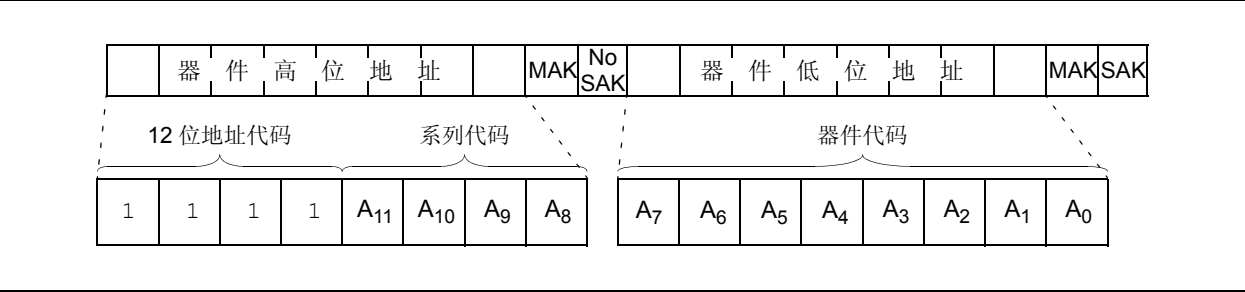 器件高位地址 MAK No SAK 器件低位地址 MAK SAK
12 位地址代码 系列代码 器件代码
1 1 1 1 A11 A10 A9 A8 A7 A6 A5 A4 A3 A2 A1 A0